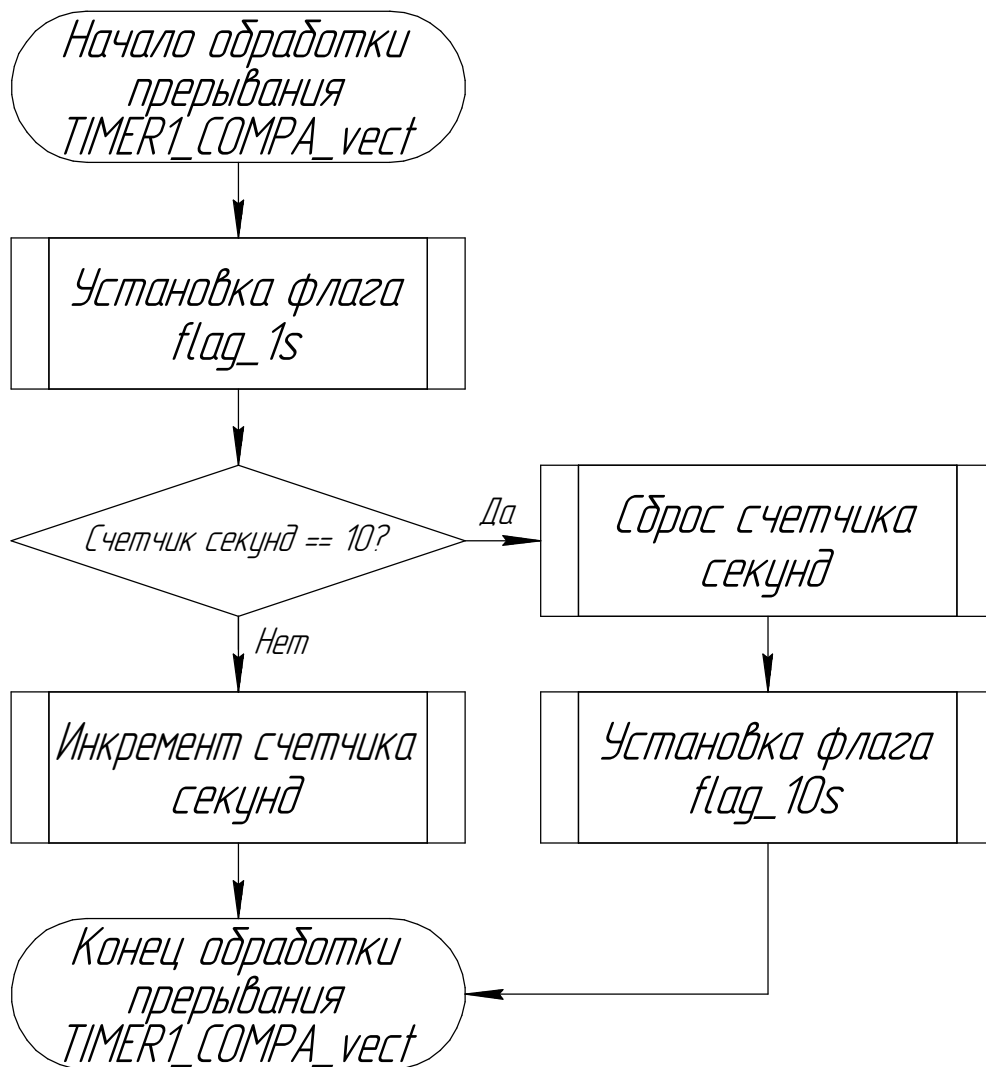 Начало обработки
прерывания
TIMER1_COMPA_vect
Установка флага
flag_1s
Счетчик секунд == 10?
Да
Сброс счетчика
секунд
Нет
Инкремент счетчика
секунд
Установка флага
flag_10s
Конец обработки
прерывания
TIMER1_COMPA_vect